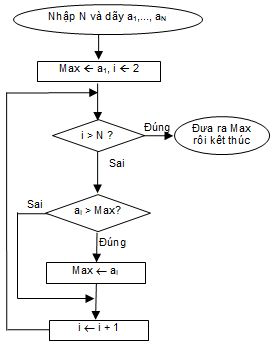 Nhập N và dãy a₁,..., aₙ
Max ← a₁, i ← 2
i > N ?
Đúng
Đưa ra Max
rồi kết thúc
Sai
Sai
aᵢ > Max?
Đúng
Max ← aᵢ
i ← i + 1